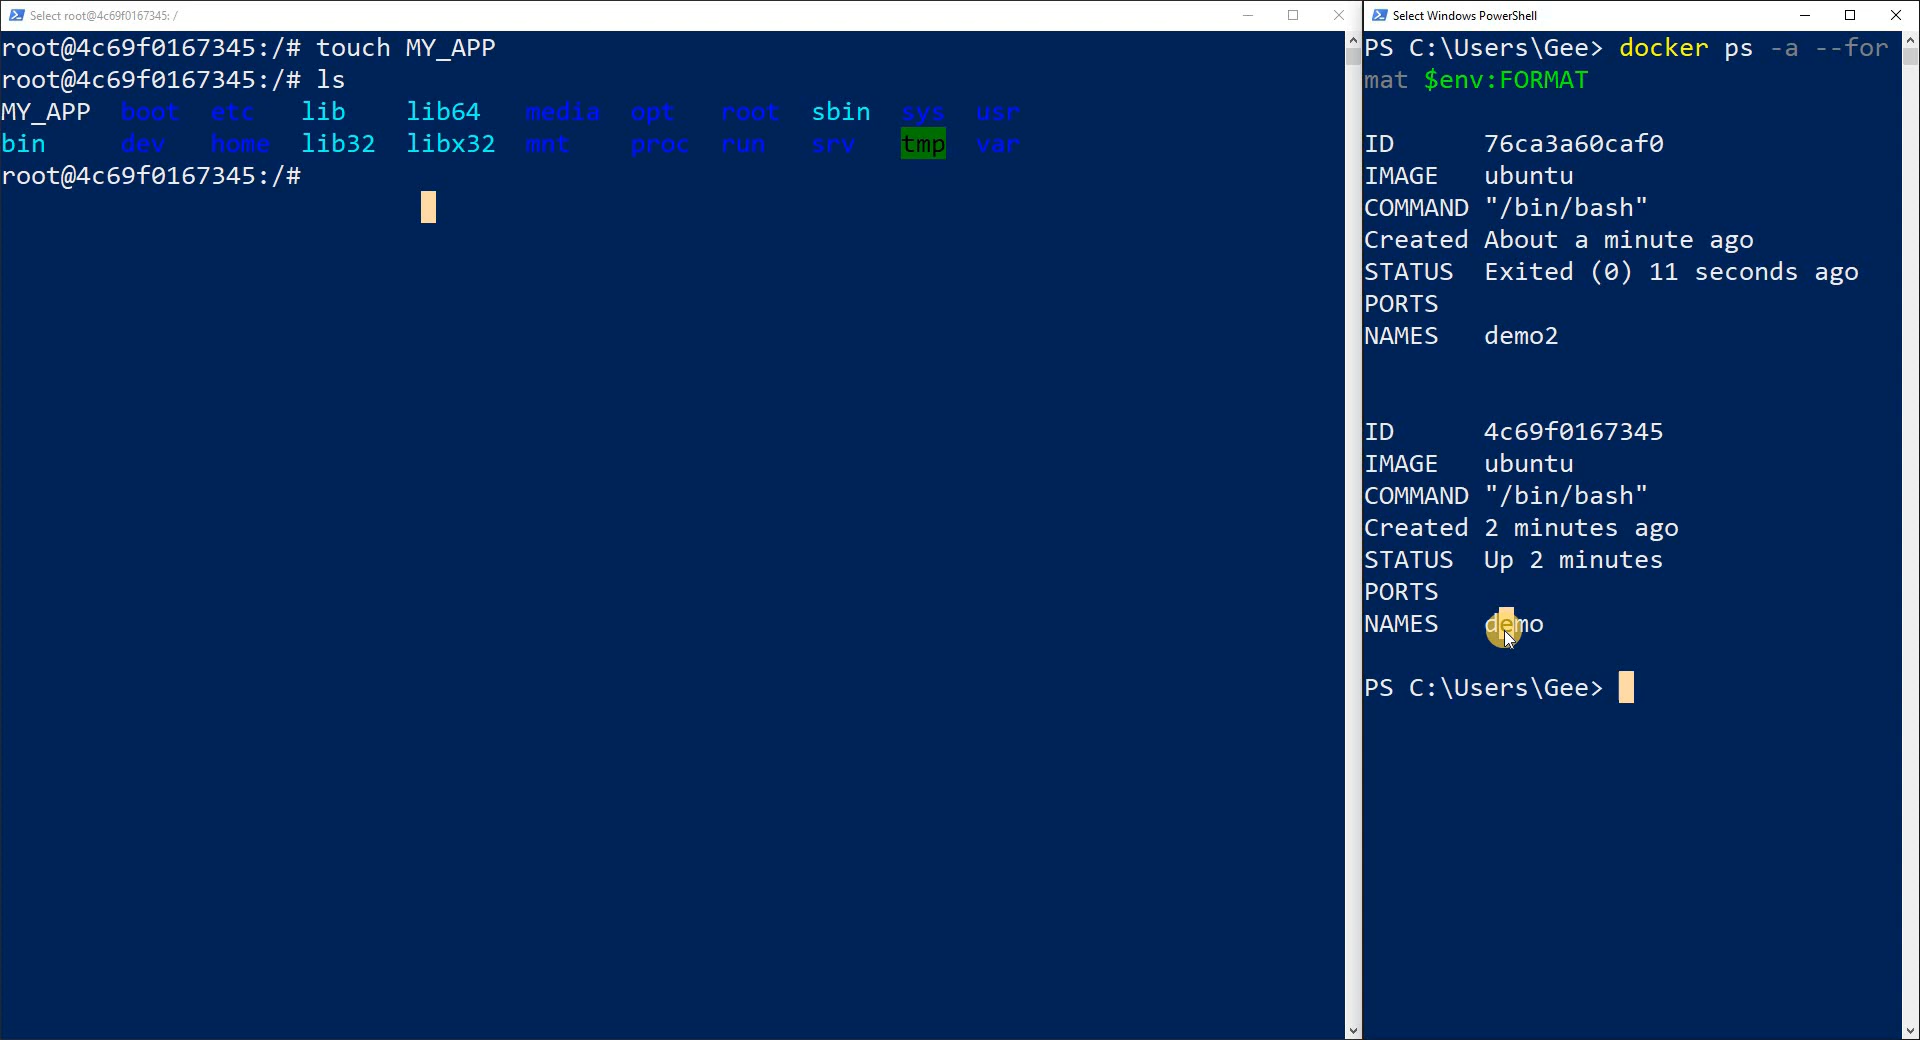 Select root@4c69f0167345: /
root@4c69f0167345:/# touch MY_APP
root@4c69f0167345:/# ls
MY_APP boot etc lib lib64 media opt root sbin sys usr
bin dev home lib32 libx32 mnt proc run srv tmp var
root@4c69f0167345:/#
Select Windows PowerShell
PS C:\Users\Gee> docker ps -a --for
mat $env:FORMAT
ID 76ca3a60caf0
IMAGE ubuntu
COMMAND "/bin/bash"
Created About a minute ago
STATUS Exited (0) 11 seconds ago
PORTS
NAMES demo2
ID 4c69f0167345
IMAGE ubuntu
COMMAND "/bin/bash"
Created 2 minutes ago
STATUS Up 2 minutes
PORTS
NAMES demo
PS C:\Users\Gee>